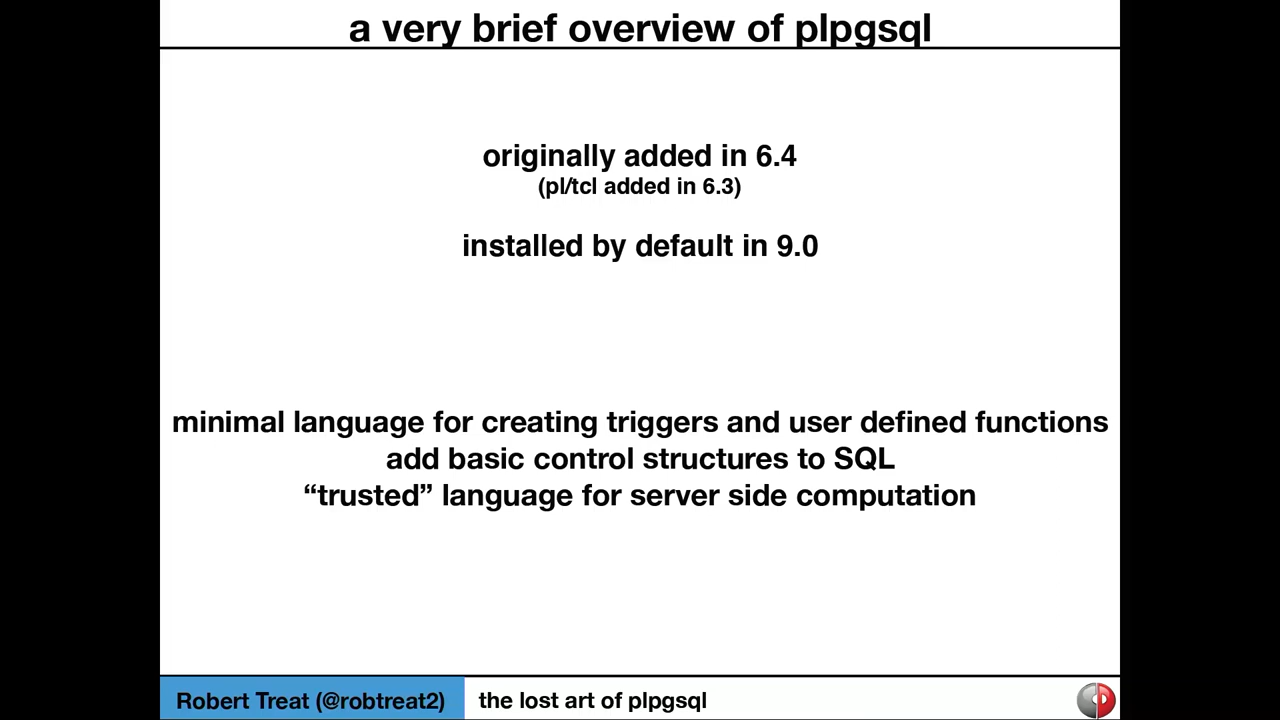 a very brief overview of plpgsql
originally added in 6.4
(pl/tcl added in 6.3)
installed by default in 9.0
minimal language for creating triggers and user defined functions
add basic control structures to SQL
“trusted” language for server side computation
Robert Treat (@robtreat2)
the lost art of plpgsql